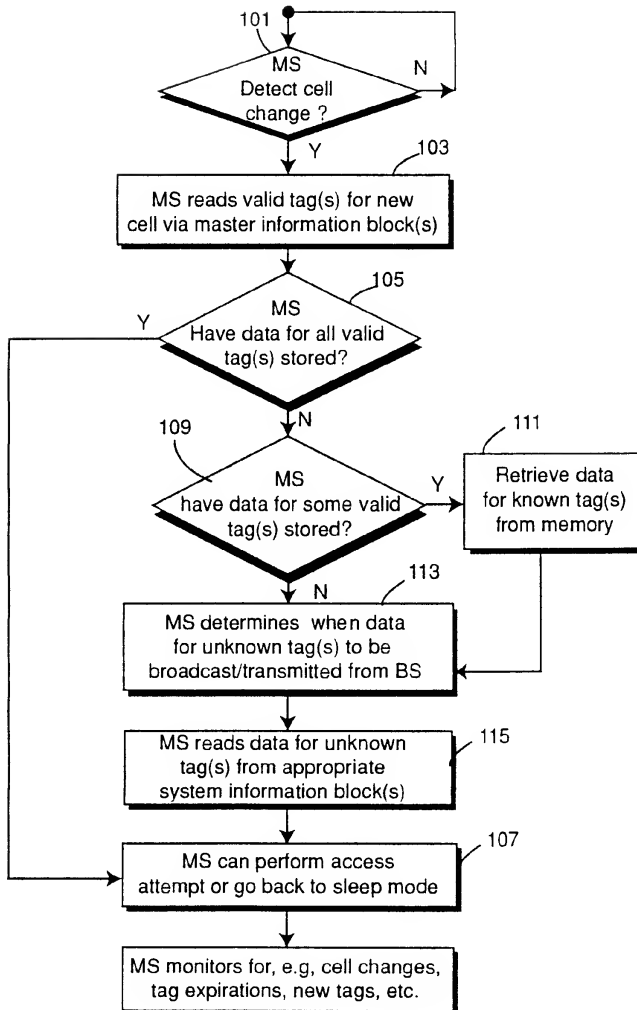 101
MS
Detect cell
change ?
N
Y
103
MS reads valid tag(s) for new
cell via master information block(s)
105
Y
MS
Have data for all valid
tag(s) stored?
N
109
111
MS
have data for some valid
tag(s) stored?
Y
Retrieve data
for known tag(s)
from memory
N
113
MS determines when data
for unknown tag(s) to be
broadcast/transmitted from BS
MS reads data for unknown
tag(s) from appropriate
system information block(s)
115
107
MS can perform access
attempt or go back to sleep mode
MS monitors for, e.g, cell changes,
tag expirations, new tags, etc.